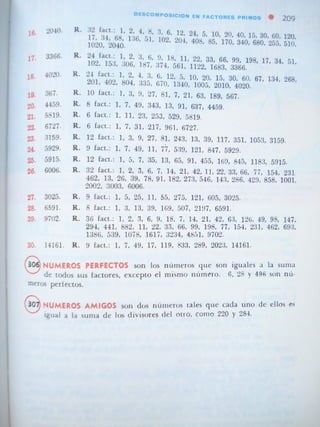 DESCOMPOSICION EN FACTORES PRIMOS • 209
16. 2040. R. 32 fact.: 1, 2, 4, 8, 3, 6, 12, 24, 5, 10, 20, 40, 15, 30, 60, 120,
17, 34, 68, 136, 51, 102, 204, 408, 85, 170, 340, 680, 255, 510,
1020, 2040.
17. 3366. R. 24 fact.: 1, 2, 3, 6, 9, 18, 11, 22, 33, 66, 99, 198, 17, 34, 51,
102, 153, 306, 187, 374, 561, 1122, 1683, 3366.
18. 4020. R. 24 fact.: 1, 2, 4, 3, 6, 12, 5, 10, 20, 15, 30, 60, 67, 134, 268,
201, 402, 804, 335, 670, 1340, 1005, 2010, 4020.
19. 567. R. 10 fact.: 1, 3, 9, 27, 81, 7, 21, 63, 189, 567.
20. 4459. R. 8 fact.: 1, 7, 49, 343, 13, 91, 637, 4459.
21. 5819. R. 6 fact.: 1, 11, 23, 253, 529, 5819.
22. 6727. R. 6 fact.: 1, 7, 31, 217, 961, 6727.
23. 3159. R. 12 fact.: 1, 3, 9, 27, 81, 243, 13, 39, 117, 351, 1053, 3159.
24. 5929. R. 9 fact.: 1, 7, 49, 11, 77, 539, 121, 847, 5929.
25. 5915. R. 12 fact.: 1, 5, 7, 35, 13, 65, 91, 455, 169, 845, 1183, 5915.
26. 6006. R. 32 fact.: 1, 2, 3, 6, 7, 14, 21, 42, 11, 22, 33, 66, 77, 154, 231,
462, 13, 26, 39, 78, 91, 182, 273, 546, 143, 286, 429, 858, 1001,
2002, 3003, 6006.
27. 3025. R. 9 fact.: 1, 5, 25, 11, 55, 275, 121, 605, 3025.
28. 6591. R. 8 fact.: 1, 3, 13, 39, 169, 507, 2197, 6591.
29. 9702. R. 36 fact.: 1, 2, 3, 6, 9, 18, 7, 14, 21, 42, 63, 126, 49, 98, 147,
294, 441, 882, 11, 22, 33, 66, 99, 198, 77, 154, 231, 462, 693,
1386, 539, 1078, 1617, 3234, 4851, 9702.
30. 14161. R. 9 fact.: 1, 7, 49, 17, 119, 833, 289, 2023, 14161.
306 NUMEROS PERFECTOS son los números que son iguales a la suma
de todos sus factores, excepto el mismo número. 6, 28 y 496 son nú-
meros perfectos.
307 NUMEROS AMIGOS son dos números tales que cada uno de ellos es
igual a la suma de los divisores del otro, como 220 y 284.